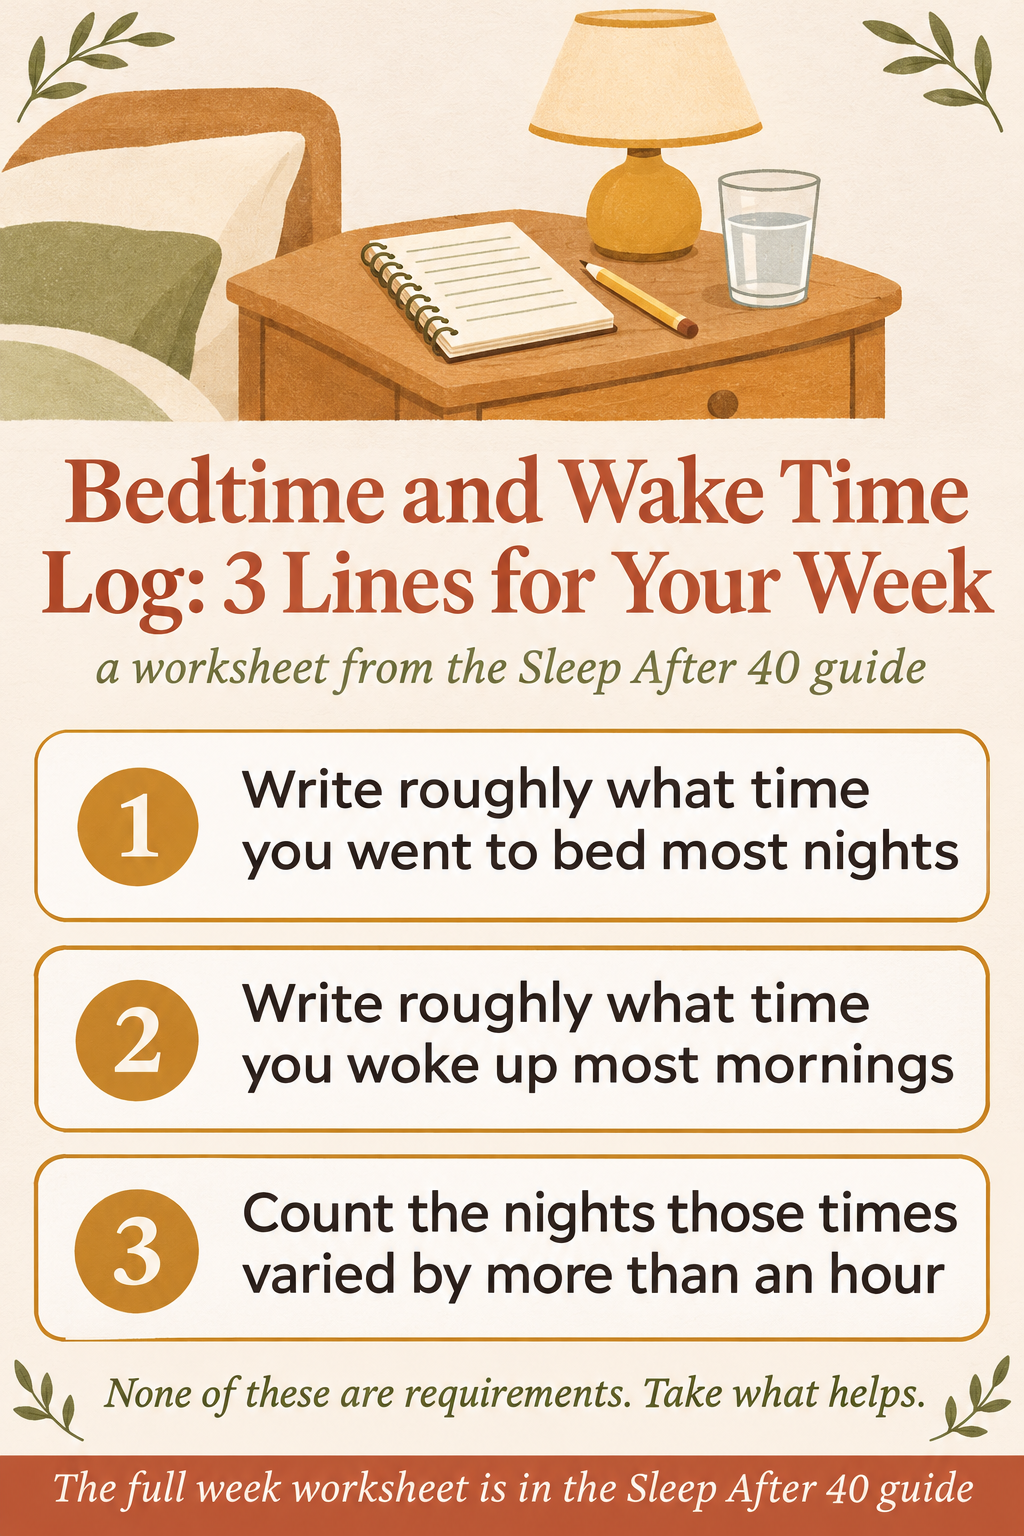 Bedtime and Wake Time
Log: 3 Lines for Your Week
a worksheet from the Sleep After 40 guide
1
Write roughly what time
you went to bed most nights
2
Write roughly what time
you woke up most mornings
3
Count the nights those times
varied by more than an hour
None of these are requirements. Take what helps.
The full week worksheet is in the Sleep After 40 guide